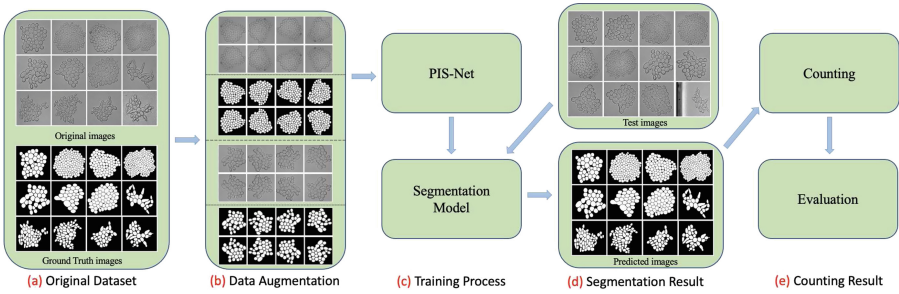 Original images
Ground Truth images
(a) Original Dataset
(b) Data Augmentation
PIS-Net
Segmentation
Model
(c) Training Process
Test images
Predicted images
(d) Segmentation Result
Counting
Evaluation
(e) Counting Result